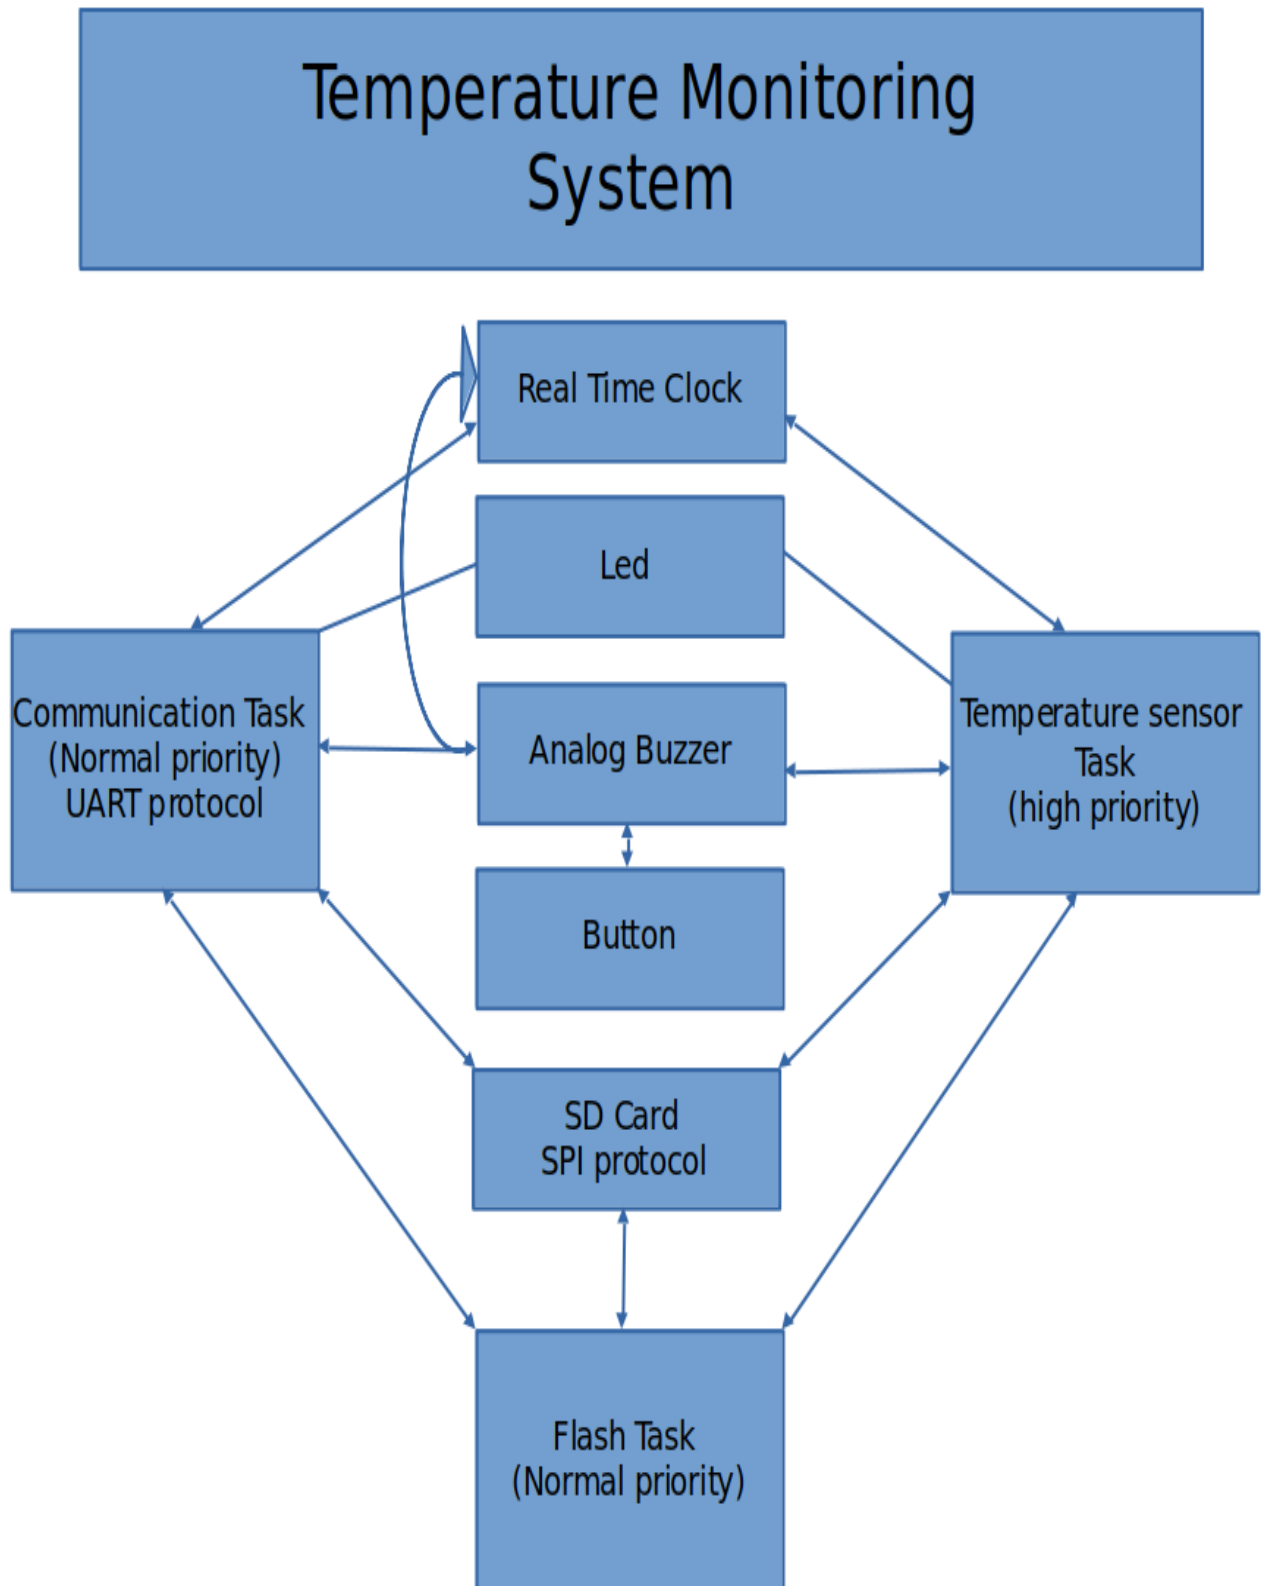 Temperature Monitoring
System
Real Time Clock
Led
Communication Task
(Normal priority)
UART protocol
Analog Buzzer
Temperature sensor
Task
(high priority)
Button
SD Card
SPI protocol
Flash Task
(Normal priority)